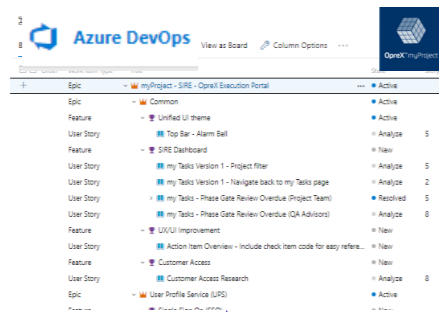 Azure DevOps
View as Board Column Options ...
OpreX™ myProject
Epic myProject - SIRE - OpreX Execution Portal ... Active
Epic Common Active
Feature Unified UI theme Active
User Story Top Bar - Alarm Bell Analyze 5
Feature SIRE Dashboard New
User Story my Tasks Version 1 - Project filter Analyze 5
User Story my Tasks Version 1 - Navigate back to my Tasks page Analyze 2
User Story my Tasks - Phase Gate Review Overdue (Project Team) Resolved 5
User Story my Tasks - Phase Gate Review Overdue (QA Advisors) Analyze 8
Feature UX/UI Improvement New
User Story Action Item Overview - Include check item code for easy refere... New
Feature Customer Access New
User Story Customer Access Research Analyze 8
Epic User Profile Service (UPS) Active